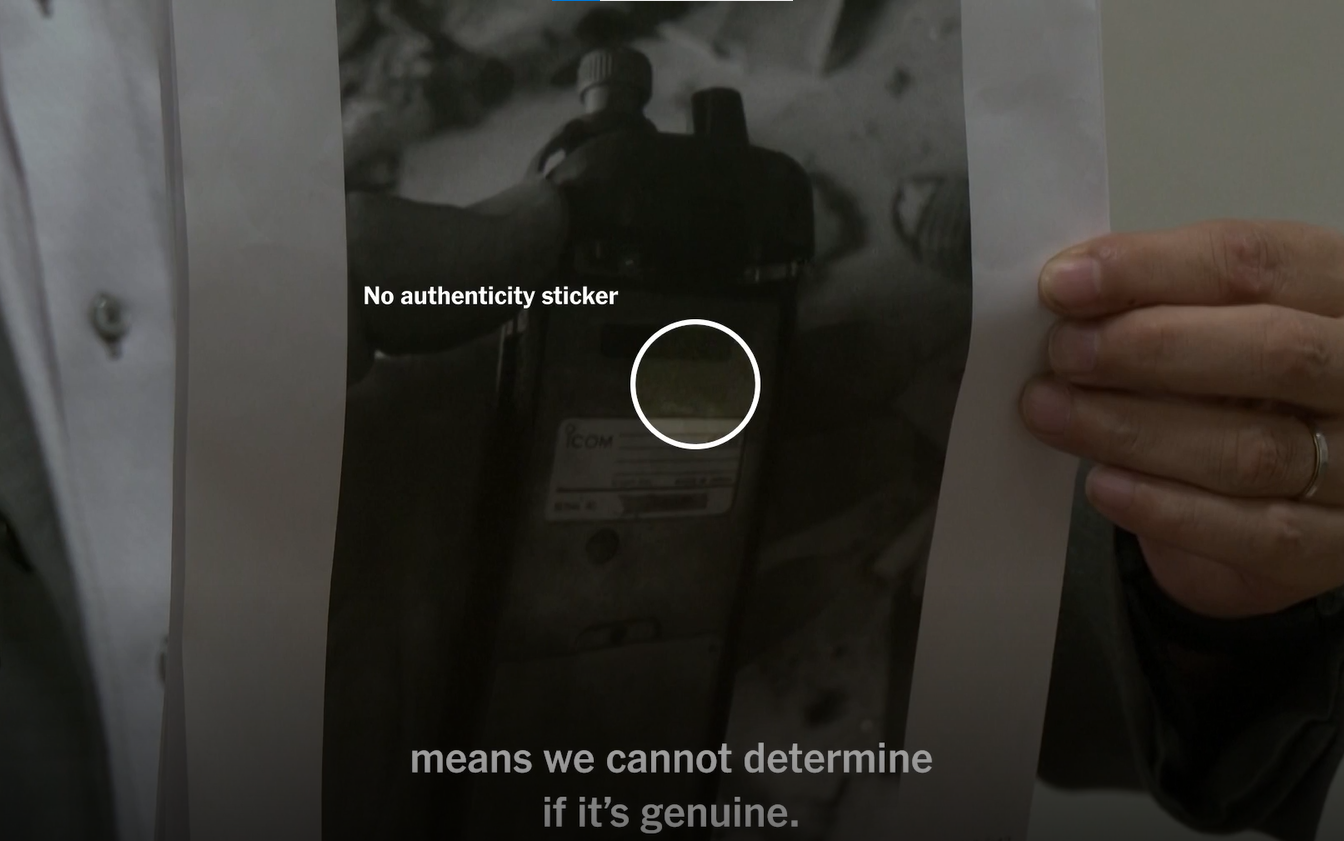 No authenticity sticker
iCOM
means we cannot determine
if it's genuine.